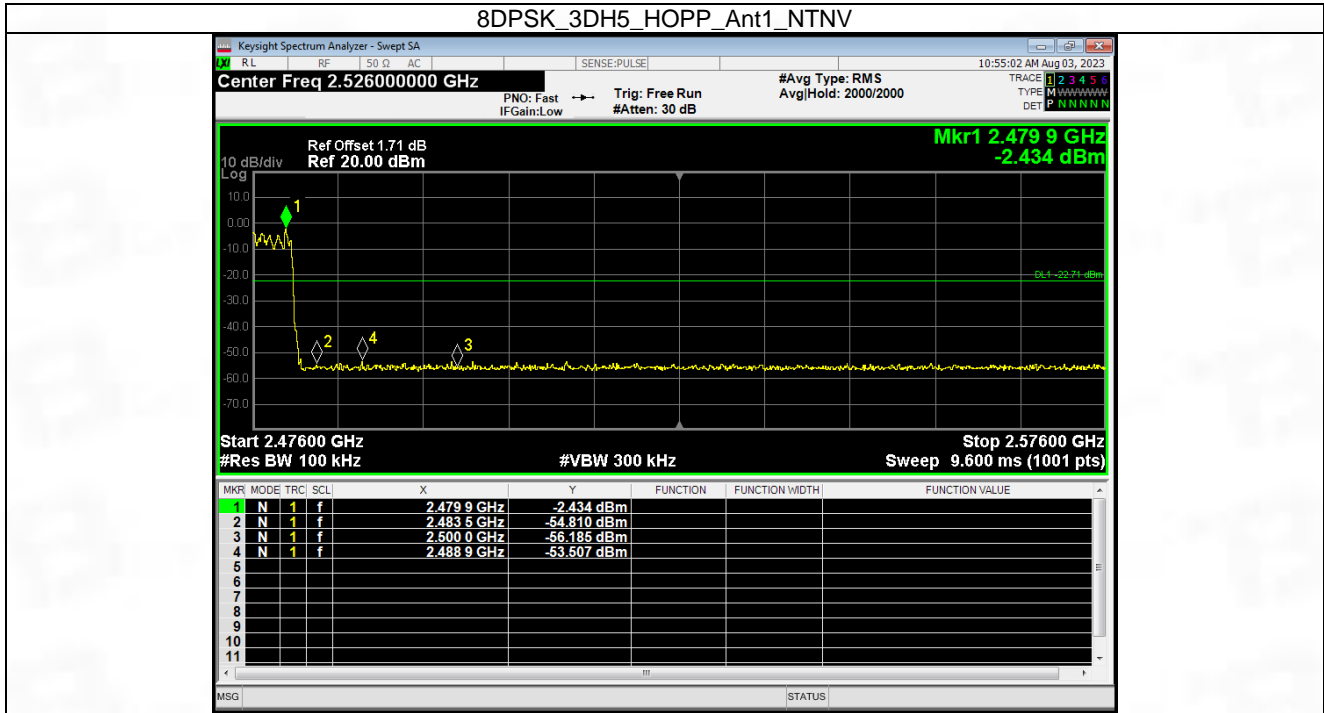 8DPSK_3DH5_HOPP_Ant1_NTNV
Keysight Spectrum Analyzer - Swept SA
LXI RL RF 50 Ω AC SENSE:PULSE 10:55:02 AM Aug 03, 2023
Center Freq 2.526000000 GHz #Avg Type: RMS TRACE 1 2 3 4 5 6
PNO: Fast Trig: Free Run Avg|Hold: 2000/2000 TYPE M WWWWW
IFGain:Low #Atten: 30 dB DET P N N N N N
Mkr1 2.479 9 GHz
Ref Offset 1.71 dB
10 dB/div Ref 20.00 dBm -2.434 dBm
Log
10.0
1
0.00
-10.0
-20.0
DL1 -22.71 dBm
-30.0
-40.0
2 4 3
-50.0
-60.0
-70.0
Start 2.47600 GHz Stop 2.57600 GHz
#Res BW 100 kHz #VBW 300 kHz Sweep 9.600 ms (1001 pts)
MKR MODE TRC SCL X Y FUNCTION FUNCTION WIDTH FUNCTION VALUE
1 N 1 f 2.479 9 GHz -2.434 dBm
2 N 1 f 2.483 5 GHz -54.810 dBm
3 N 1 f 2.500 0 GHz -56.185 dBm
4 N 1 f 2.488 9 GHz -53.507 dBm
5
6
7
8
9
10
11
MSG STATUS